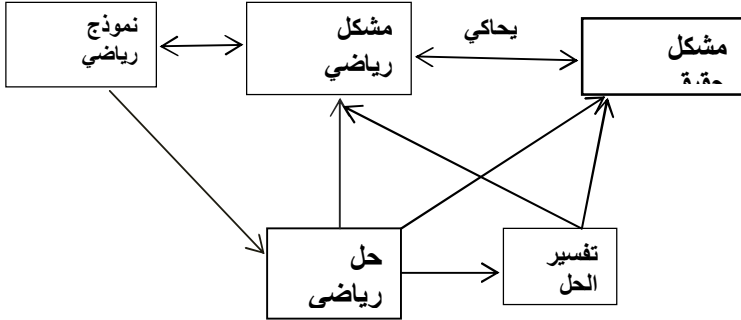 مشكل
يحاكي
مشكل
رياضي
نموذج
رياضي
تفسير
الحل
حل
رياضي